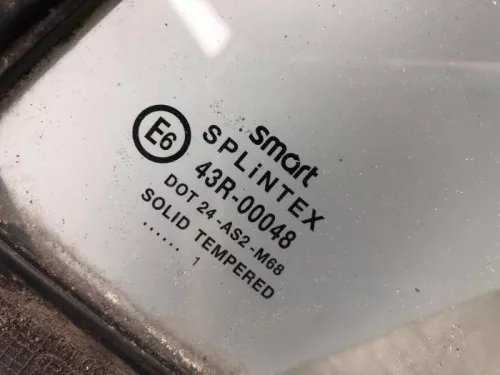 smart
SPLiNTEX
E6
43R-00048
DOT 24-AS2-M68
SOLID TEMPERED
...... 1